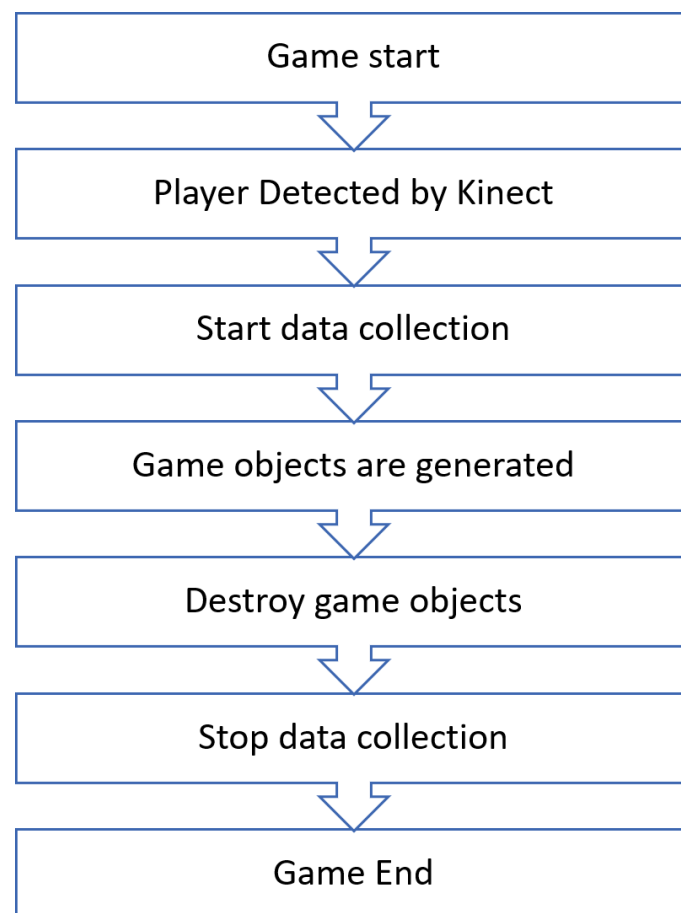 Game start
Player Detected by Kinect
Start data collection
Game objects are generated
Destroy game objects
Stop data collection
Game End